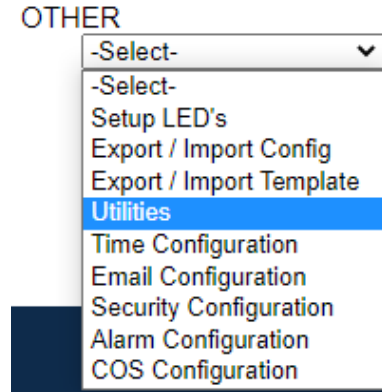 OTHER
-Select-
-Select-
Setup LED's
Export / Import Config
Export / Import Template
Utilities
Time Configuration
Email Configuration
Security Configuration
Alarm Configuration
COS Configuration